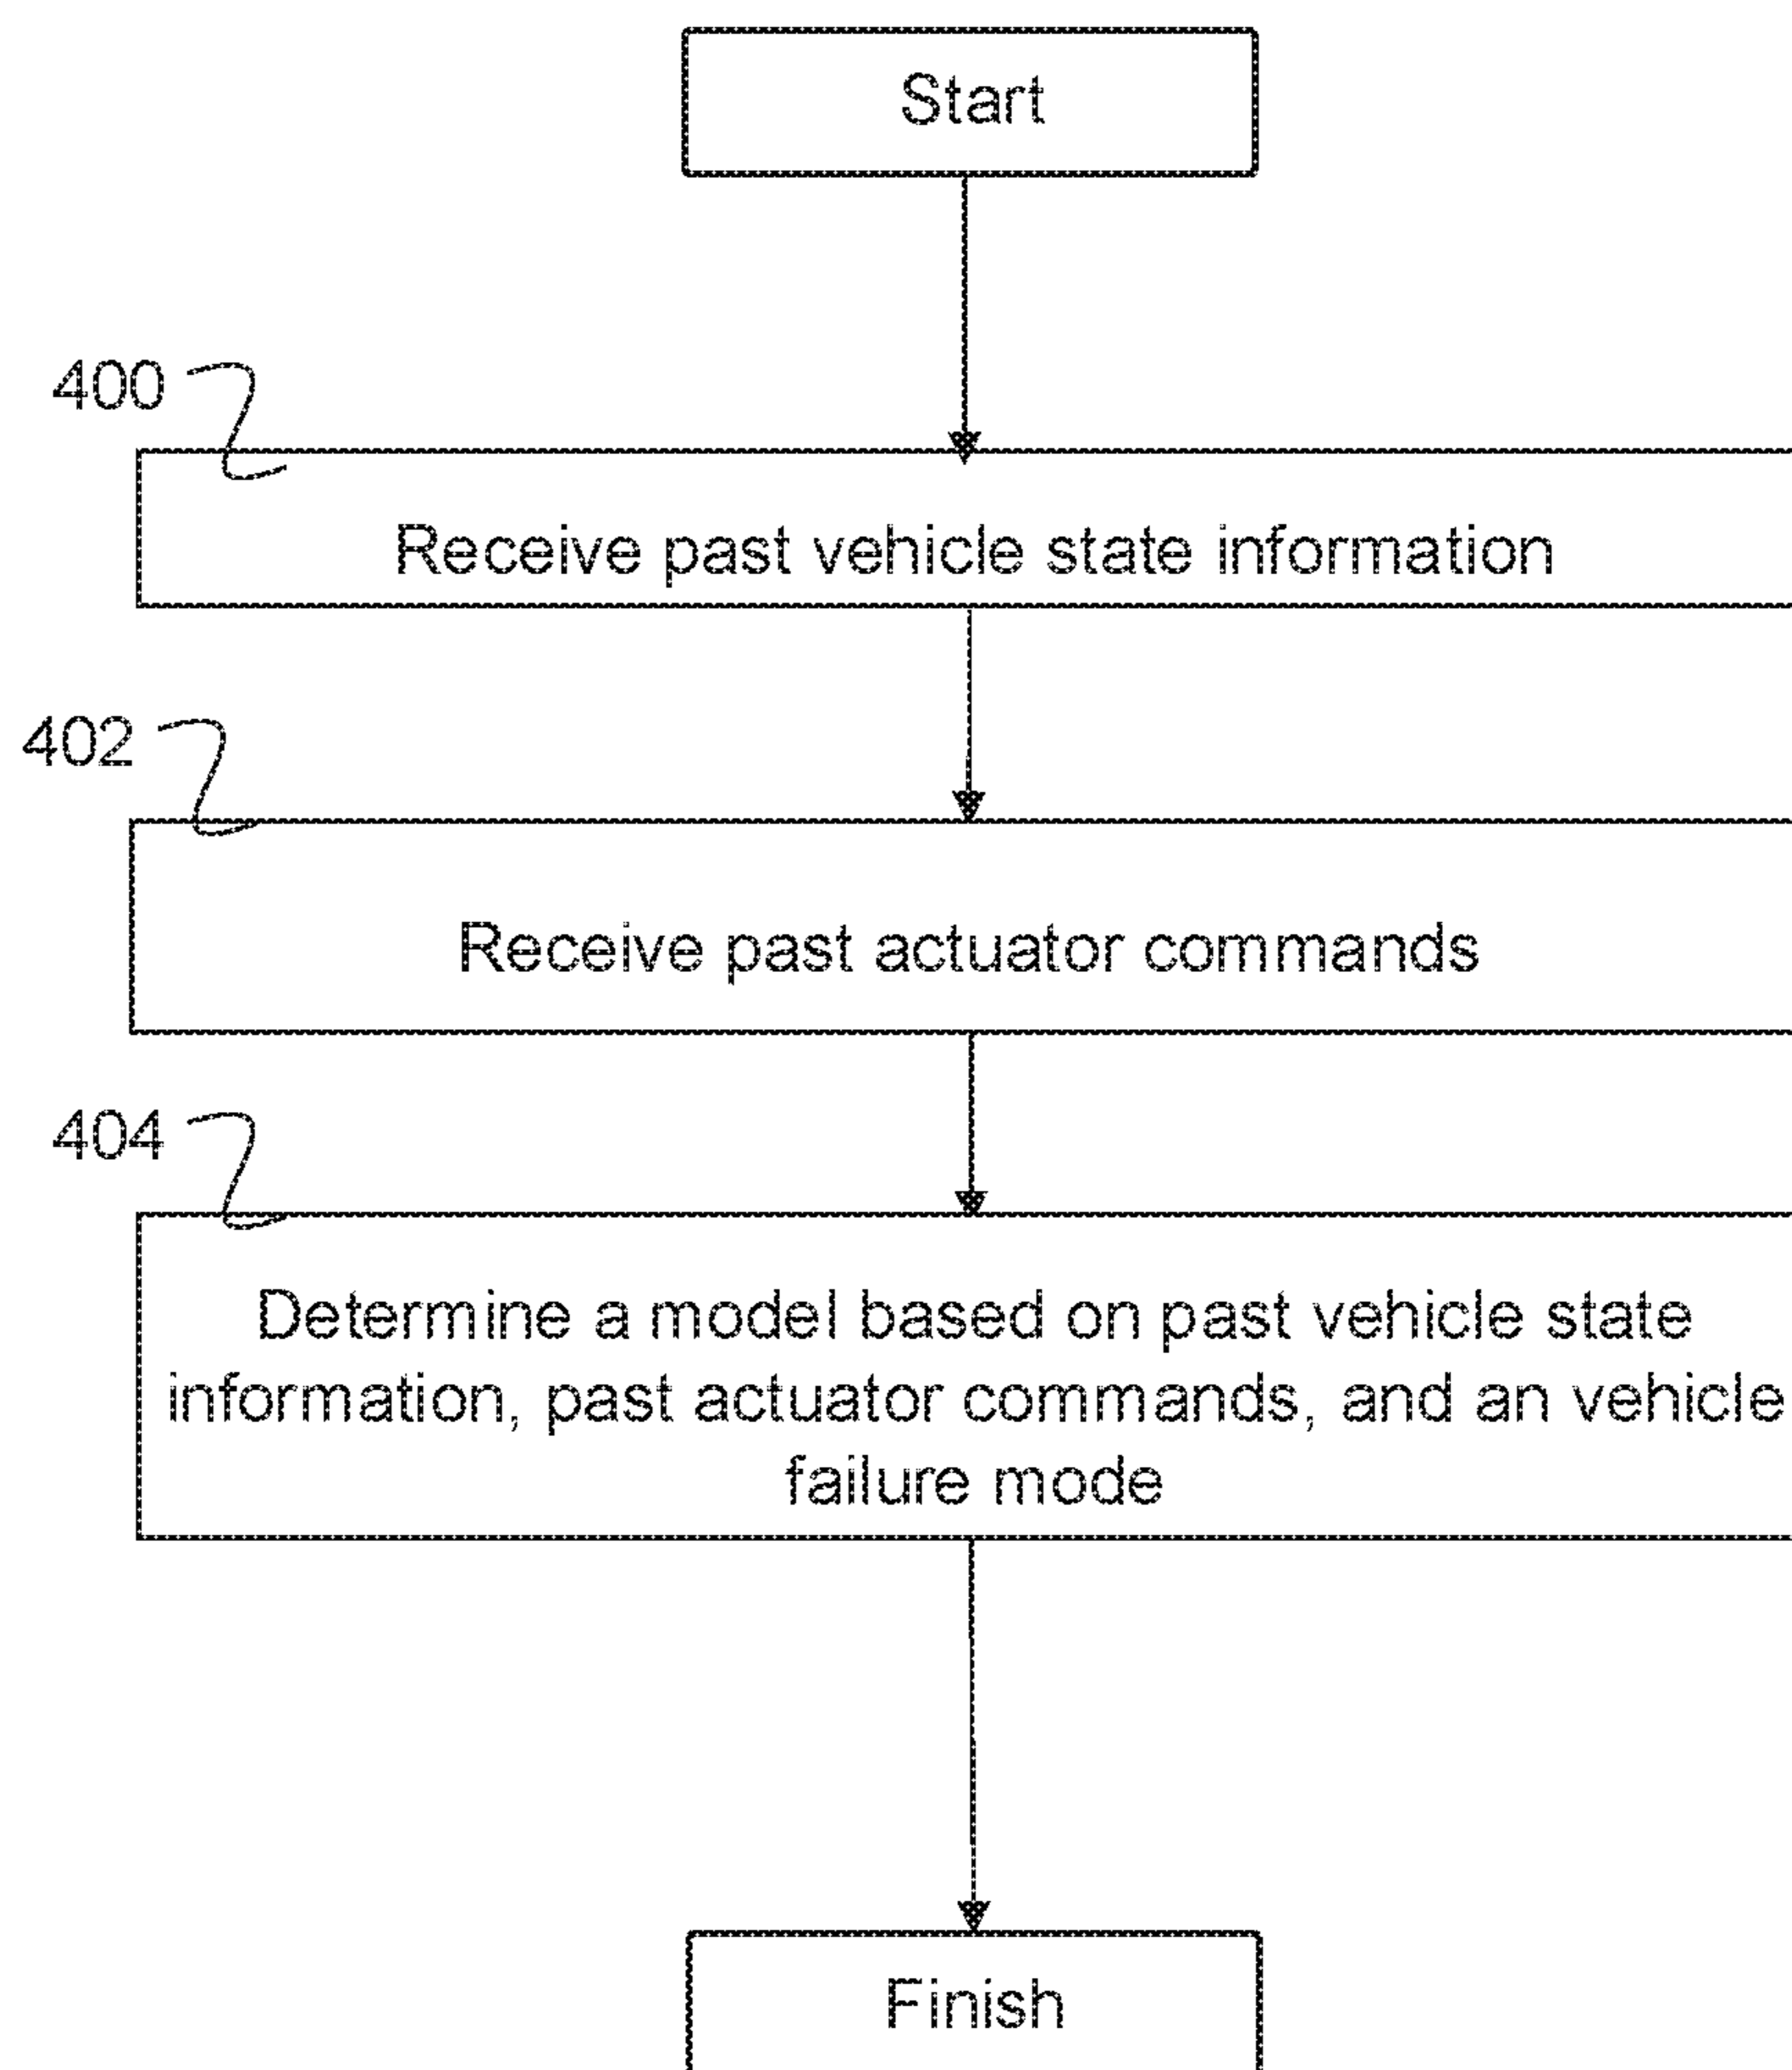 Start
400
Receive past vehicle state information
402
Receive past actuator commands
404
Determine a model based on past vehicle state
information, past actuator commands, and an vehicle
failure mode
Finish